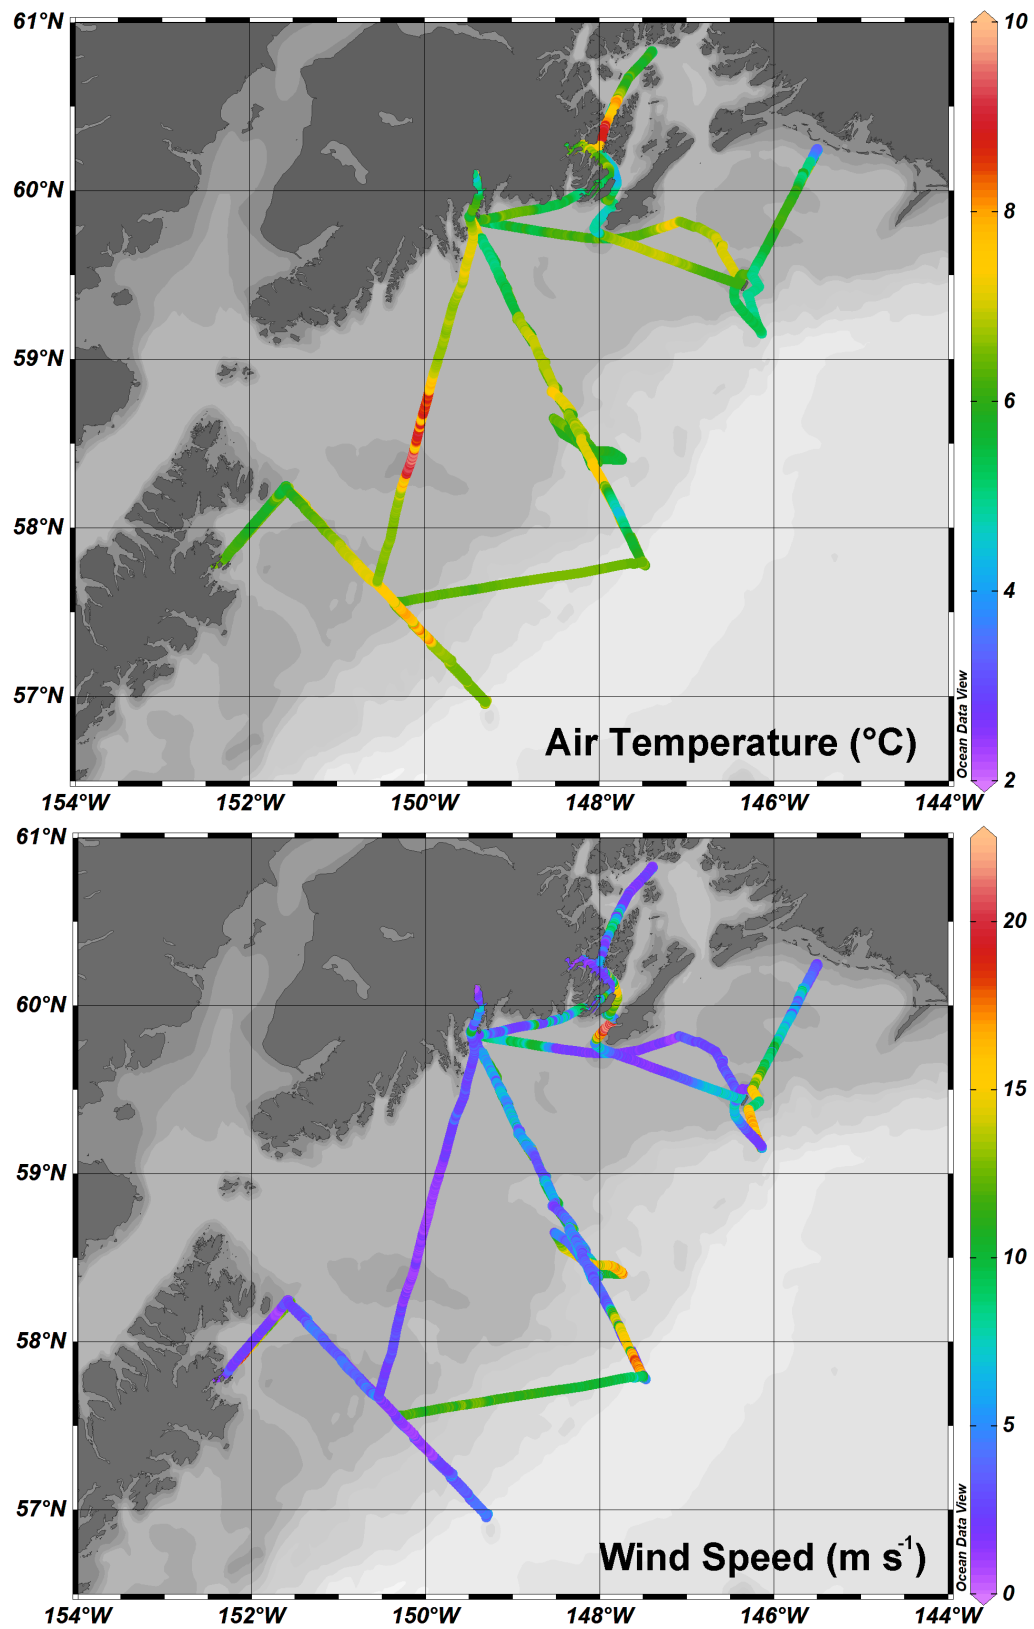 61°N
10
60°N
8
59°N
6
58°N
4
57°N
Ocean Data View
Air Temperature (°C)
2
154°W 152°W 150°W 148°W 146°W 144°W
61°N
20
60°N
15
59°N
10
58°N
5
57°N
Ocean Data View
Wind Speed (m s-1)
0
154°W 152°W 150°W 148°W 146°W 144°W